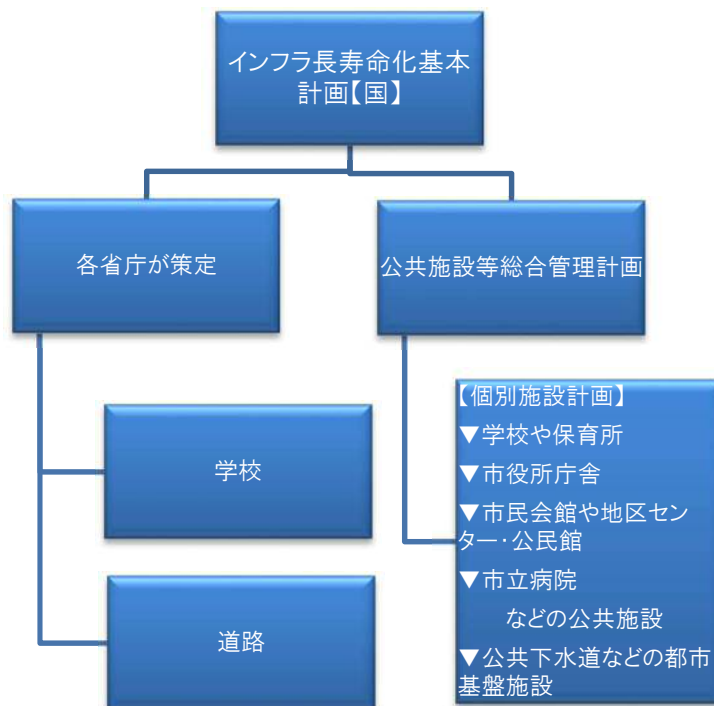 インフラ長寿命化基本
計画【国】
各省庁が策定
公共施設等総合管理計画
学校
道路
【個別施設計画】
▼学校や保育所
▼市役所庁舎
▼市民会館や地区セン
ター・公民館
▼市立病院
などの公共施設
▼公共下水道などの都市
基盤施設